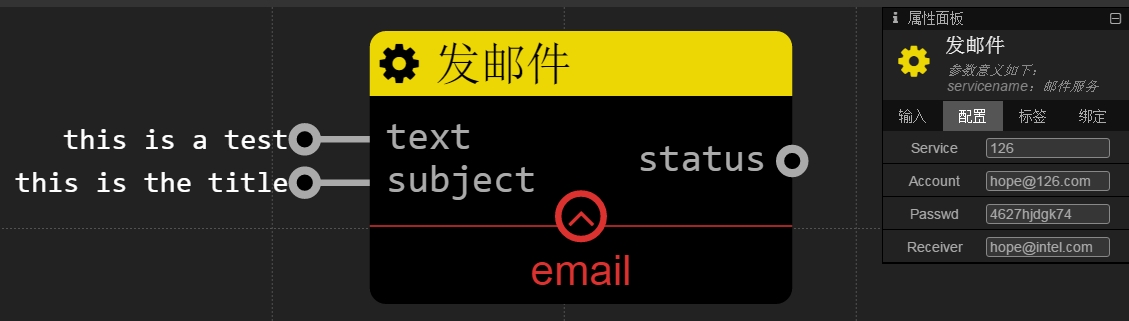 发邮件
this is a test
text
this is the title
subject
status
email
属性面板
发邮件
参数意义如下：
servicename：邮件服务
输入 配置 标签 绑定
Service 126
Account hope@126.com
Passwd 4627hjdgk74
Receiver hope@intel.com